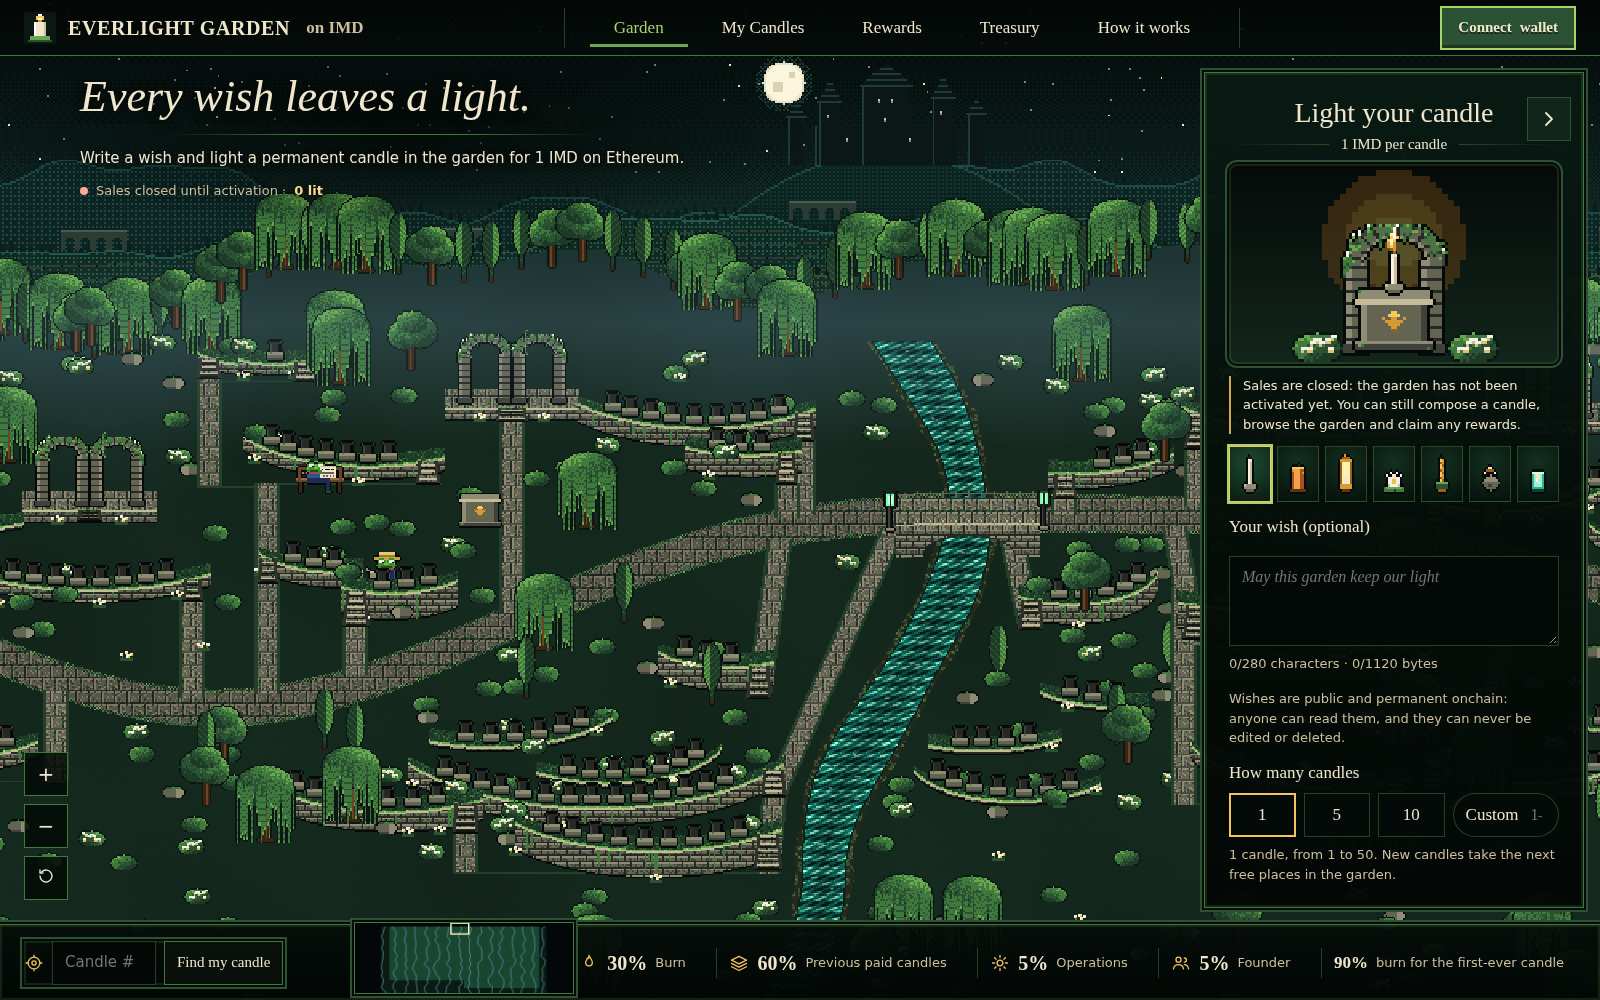 EVERLIGHT GARDEN on IMD
Garden
My Candles
Rewards
Treasury
How it works
Connect wallet
Every wish leaves a light.
Write a wish and light a permanent candle in the garden for 1 IMD on Ethereum.
Sales closed until activation · 0 lit
Light your candle
1 IMD per candle
Sales are closed: the garden has not been
activated yet. You can still compose a candle,
browse the garden and claim any rewards.
Your wish (optional)
May this garden keep our light
0/280 characters · 0/1120 bytes
Wishes are public and permanent onchain:
anyone can read them, and they can never be
edited or deleted.
How many candles
1
5
10
Custom 1-
1 candle, from 1 to 50. New candles take the next
free places in the garden.
+
−
Candle #
Find my candle
30% Burn
60% Previous paid candles
5% Operations
5% Founder
90% burn for the first-ever candle